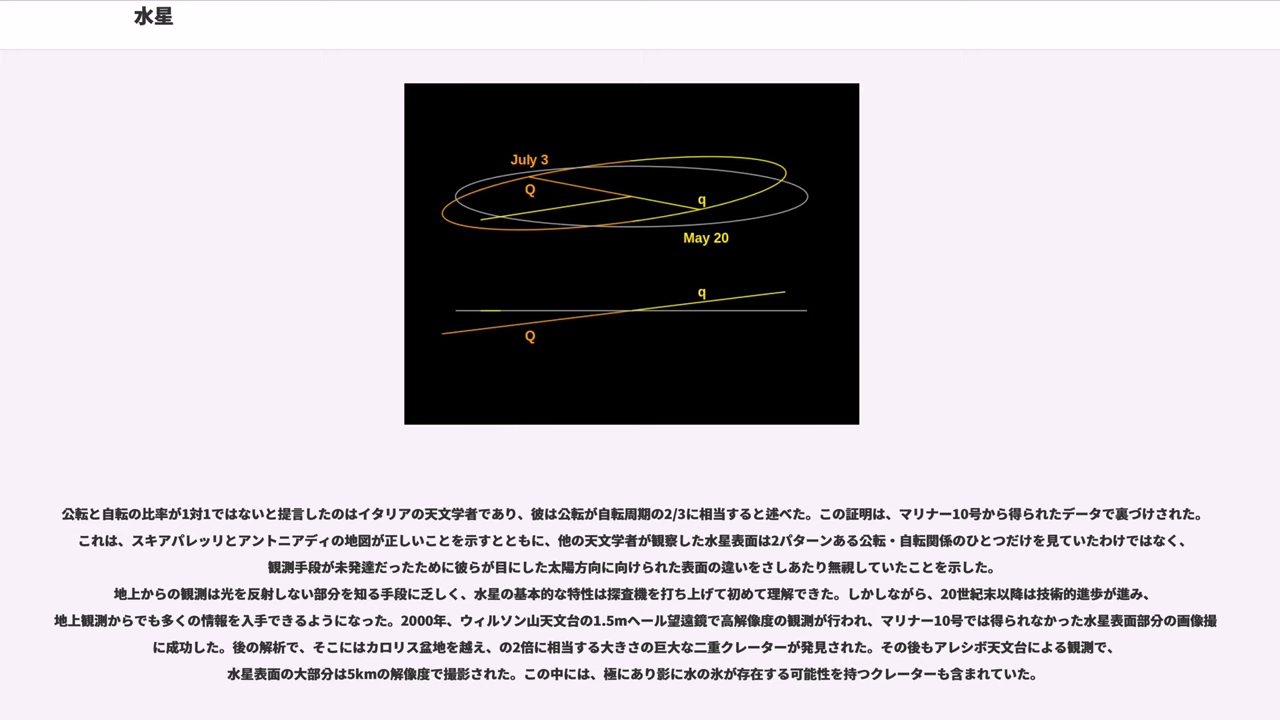 水星
July 3
Q
q
May 20
q
Q
公転と自転の比率が1対1ではないと提言したのはイタリアの天文学者であり、彼は公転が自転周期の2/3に相当すると述べた。この証明は、マリナー10号から得られたデータで裏づけされた。
これは、スキアパレッリとアントニアディの地図が正しいことを示すとともに、他の天文学者が観察した水星表面は2パターンある公転・自転関係のひとつだけを見ていたわけではなく、
観測手段が未発達だったために彼らが目にした太陽方向に向けられた表面の違いをさしあたり無視していたことを示した。
地上からの観測は光を反射しない部分を知る手段に乏しく、水星の基本的な特性は探査機を打ち上げて初めて理解できた。しかしながら、20世紀末以降は技術的進歩が進み、
地上観測からでも多くの情報を入手できるようになった。2000年、ウィルソン山天文台の1.5mヘール望遠鏡で高解像度の観測が行われ、マリナー10号では得られなかった水星表面部分の画像撮
に成功した。後の解析で、そこにはカロリス盆地を越え、の2倍に相当する大きさの巨大な二重クレーターが発見された。その後もアレシボ天文台による観測で、
水星表面の大部分は5kmの解像度で撮影された。この中には、極にあり影に水の氷が存在する可能性を持つクレーターも含まれていた。